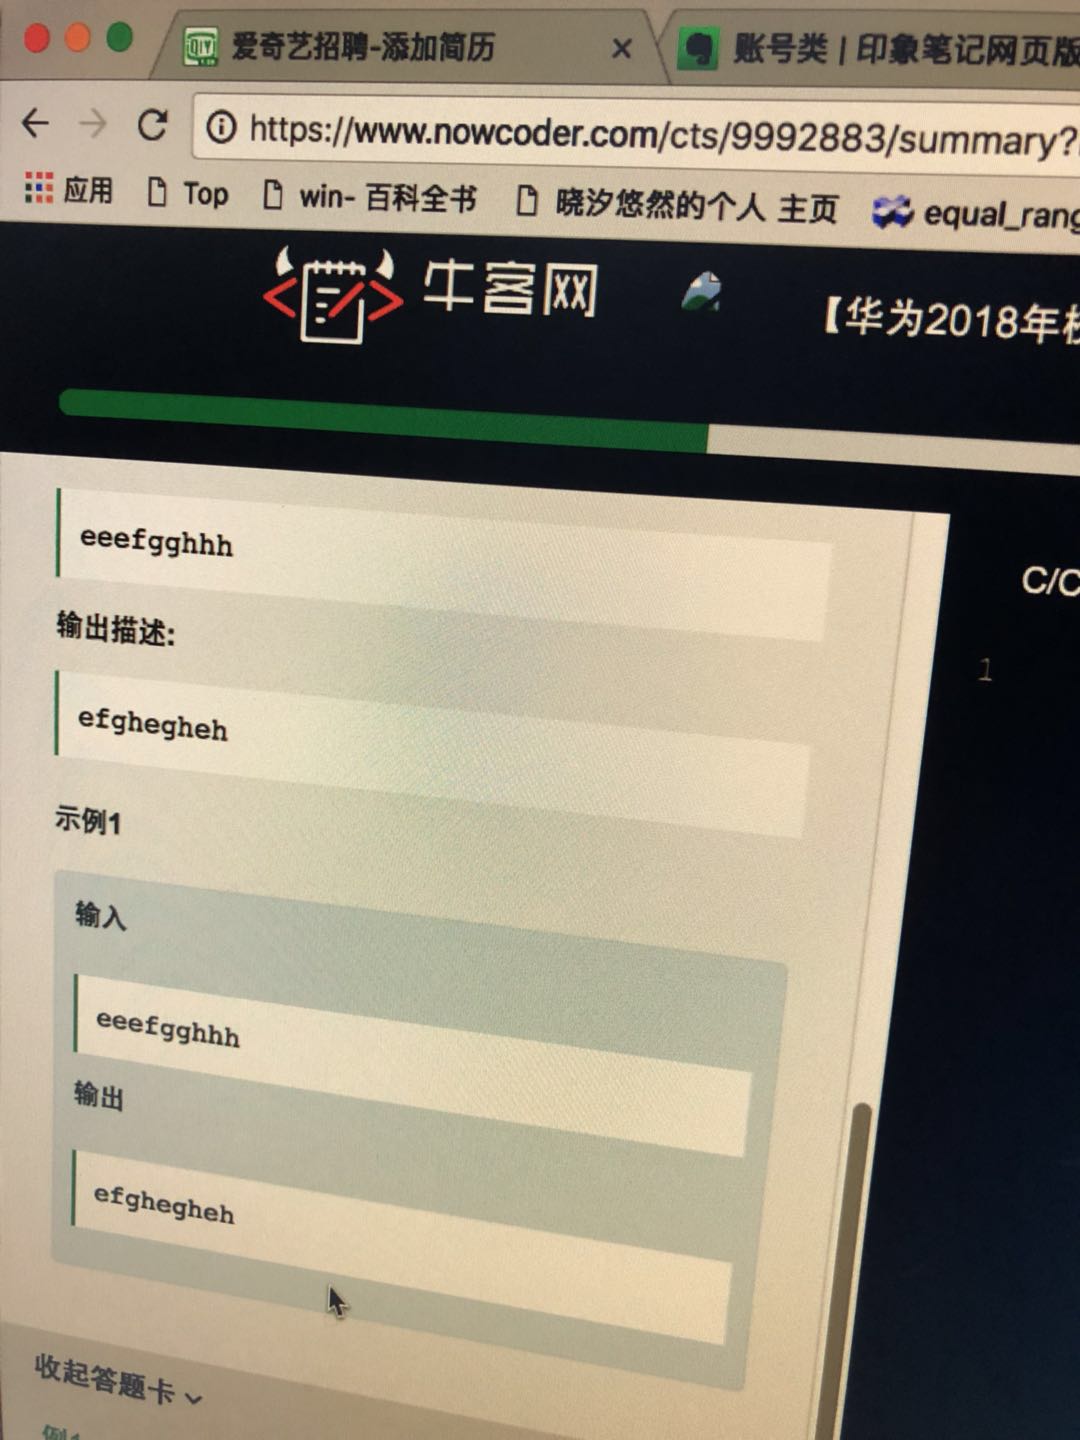 爱奇艺招聘-添加简历
账号类 | 印象笔记网页版
https://www.nowcoder.com/cts/9992883/summary?
应用
Top
win- 百科全书
晓汐悠然的个人 主页
equal_rang
牛客网
【华为2018年校
eeefgghhh
输出描述:
efghegheh
C/C
1
示例1
输入
eeefgghhh
输出
efghegheh
收起答题卡